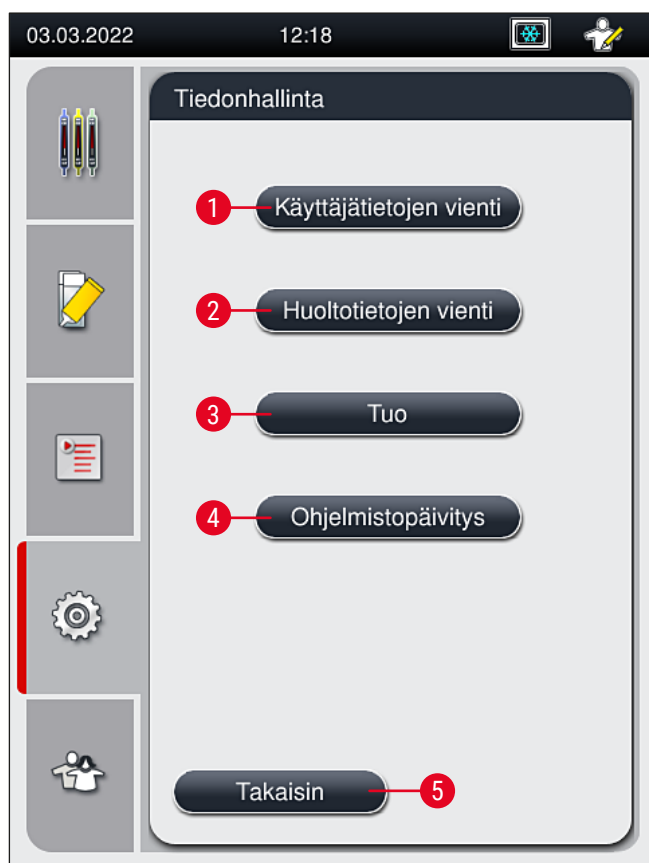 03.03.2022 12:18
Tiedonhallinta
1 Käyttäjätietojen vienti
2 Huoltotietojen vienti
3 Tuo
4 Ohjelmistopäivitys
Takaisin 5